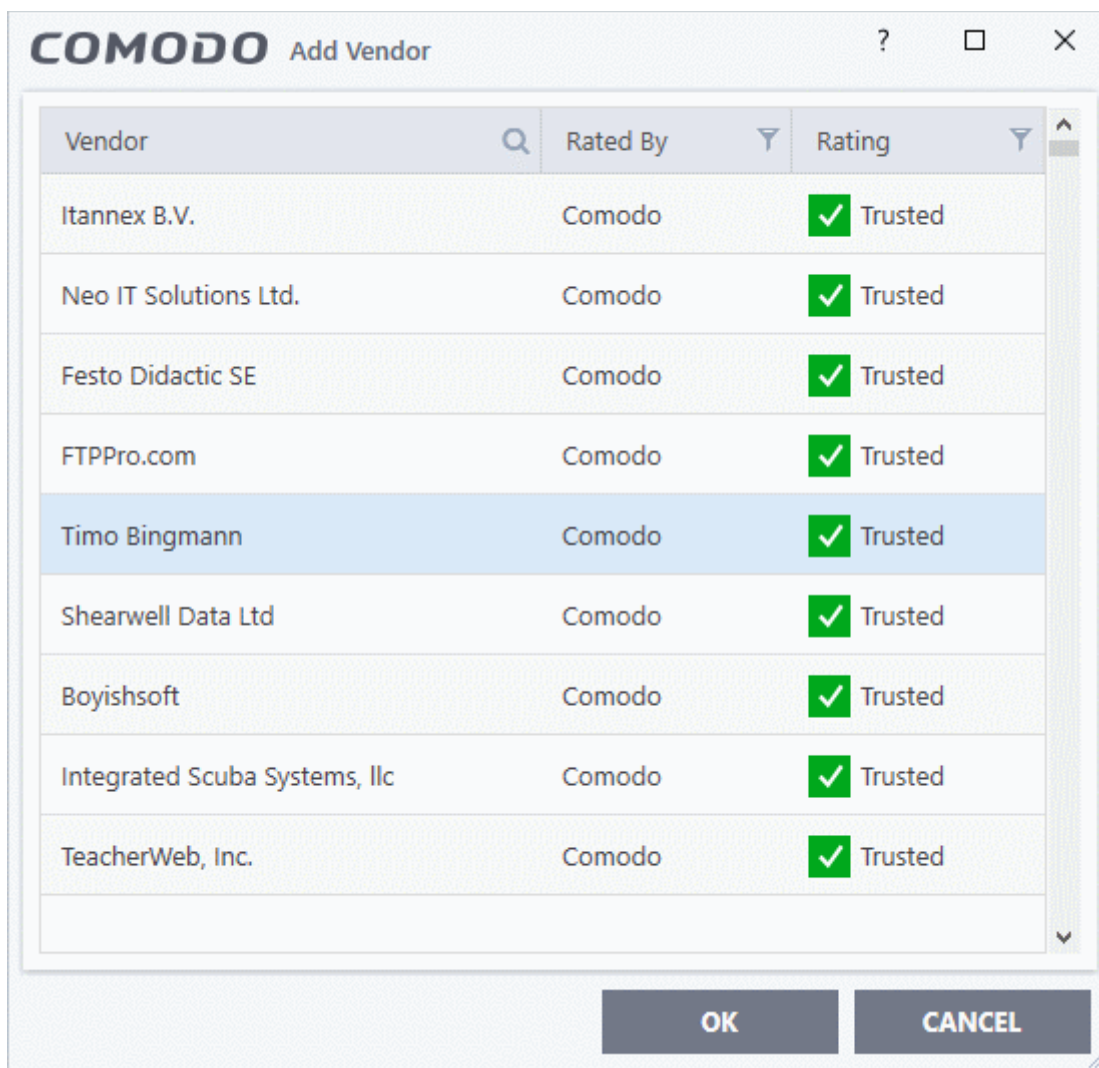 COMODO Add Vendor ?
Vendor Rated By Rating
Itannex B.V. Comodo Trusted
Neo IT Solutions Ltd. Comodo Trusted
Festo Didactic SE Comodo Trusted
FTPPro.com Comodo Trusted
Timo Bingmann Comodo Trusted
Shearwell Data Ltd Comodo Trusted
Boyishsoft Comodo Trusted
Integrated Scuba Systems, llc Comodo Trusted
TeacherWeb, Inc. Comodo Trusted
OK CANCEL